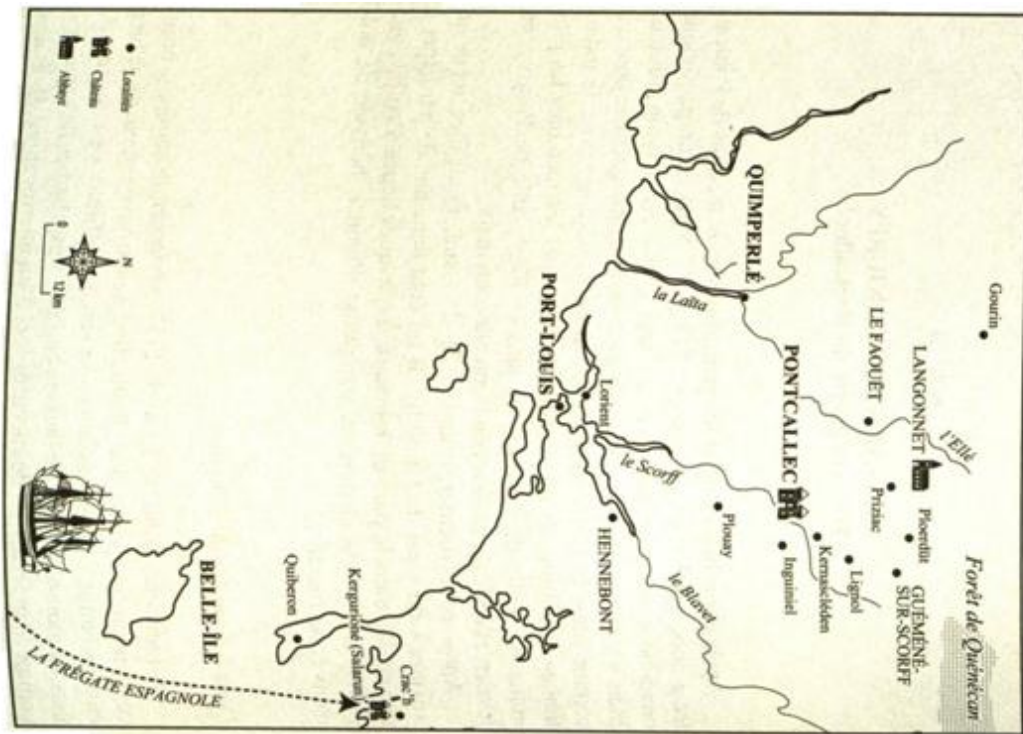 Gourin
Forêt de Quénécan
l'Ellé
LANGONNET
Ploerdüt
GUÉMÉNÉ-
SUR-SCORFF
LE FAOUËT
Priziac
Lignol
Kernascléden
PONTCALLEC
Inguiniel
QUIMPERLÉ
Plouay
le Blavet
la Laïta
le Scorff
Lorient
HENNEBONT
PORT-LOUIS
Crac'h
Kergurioné (Salarun)
Quiberon
BELLE-ÎLE
LA FRÉGATE ESPAGNOLE
N
0 12 km
Localités
Château
Abbaye